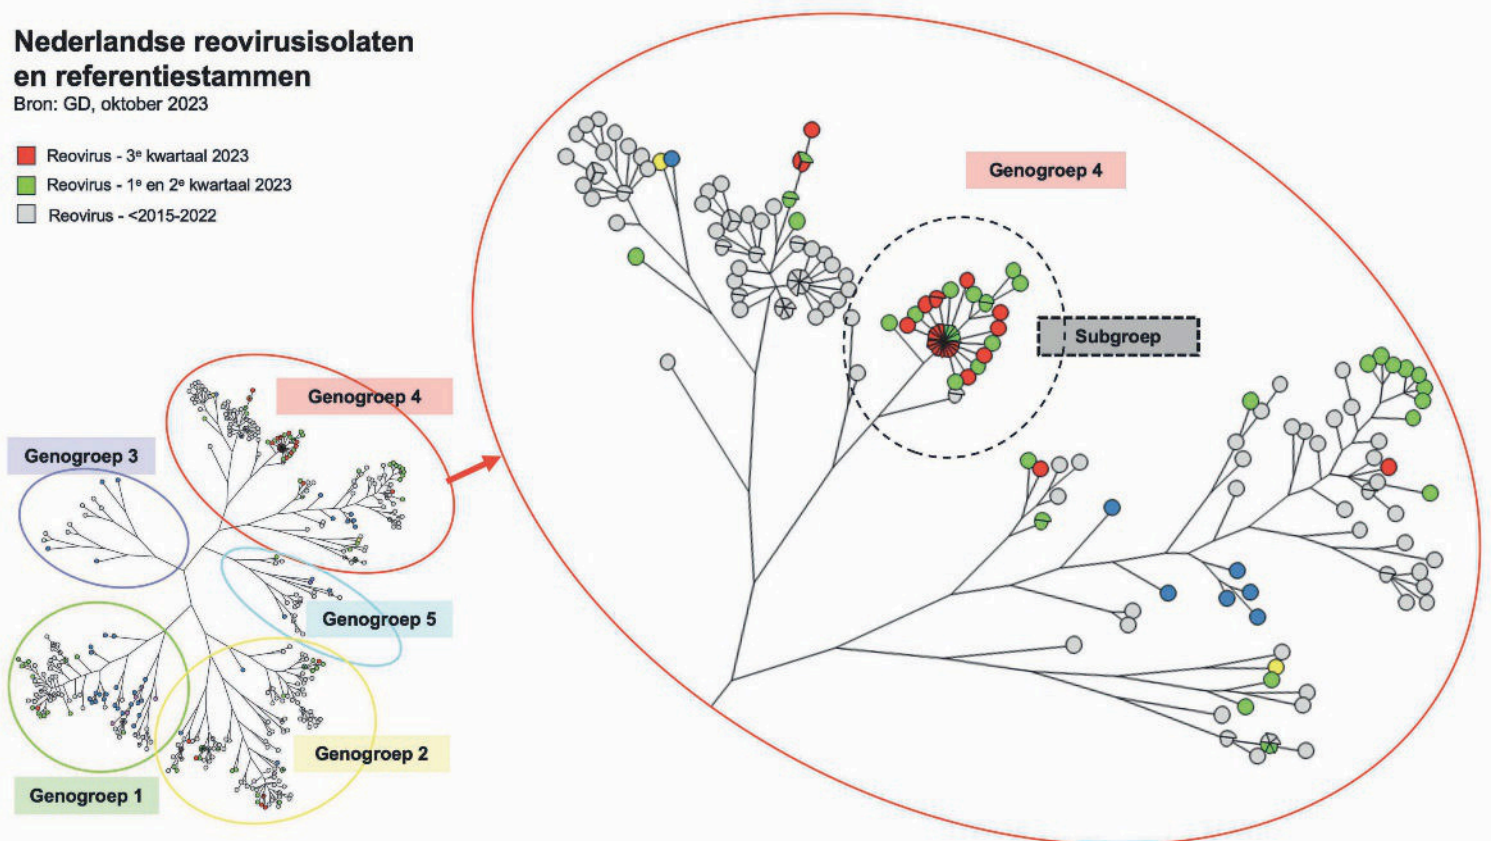 Nederlandse reovirusisolaten
en referentiestammen
Bron: GD, oktober 2023
Reovirus - 3e kwartaal 2023
Reovirus - 1e en 2e kwartaal 2023
Reovirus - <2015-2022
Genogroep 4
Subgroep
Genogroep 4
Genogroep 3
Genogroep 5
Genogroep 2
Genogroep 1